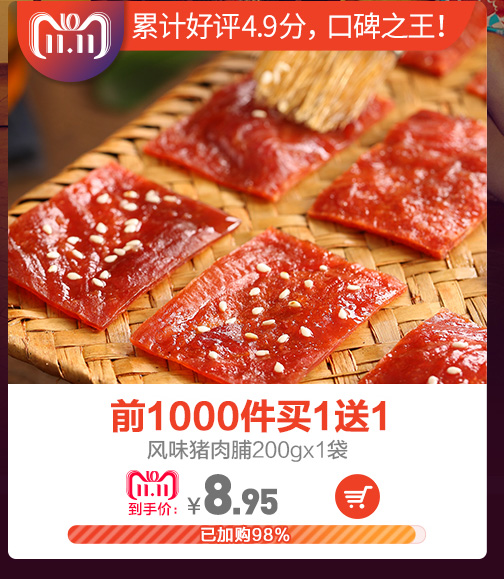 10
11.11
累计好评4.9分，口碑之王！
前1000件买1送1
风味猪肉脯200gx1袋
10
11.11
到手价：¥8.95
已加购98%